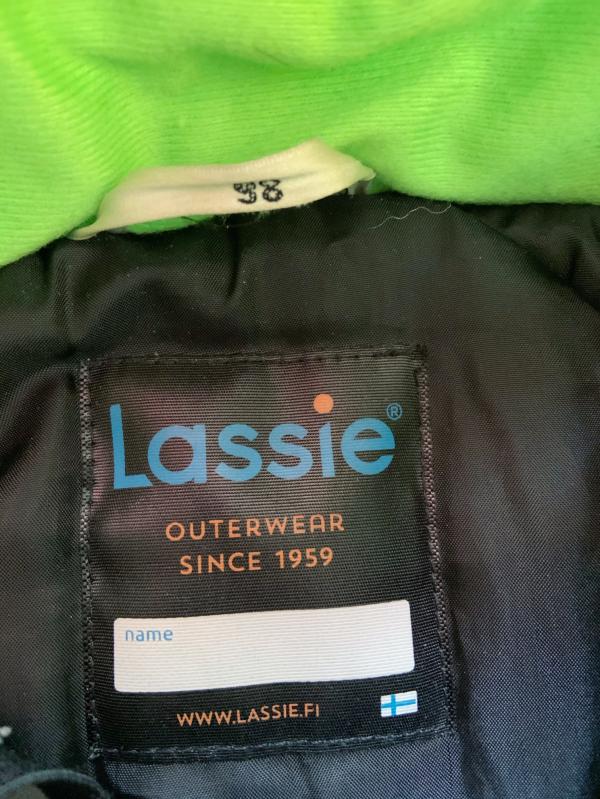 98
Lassie®
OUTERWEAR
SINCE 1959
name
WWW.LASSIE.FI